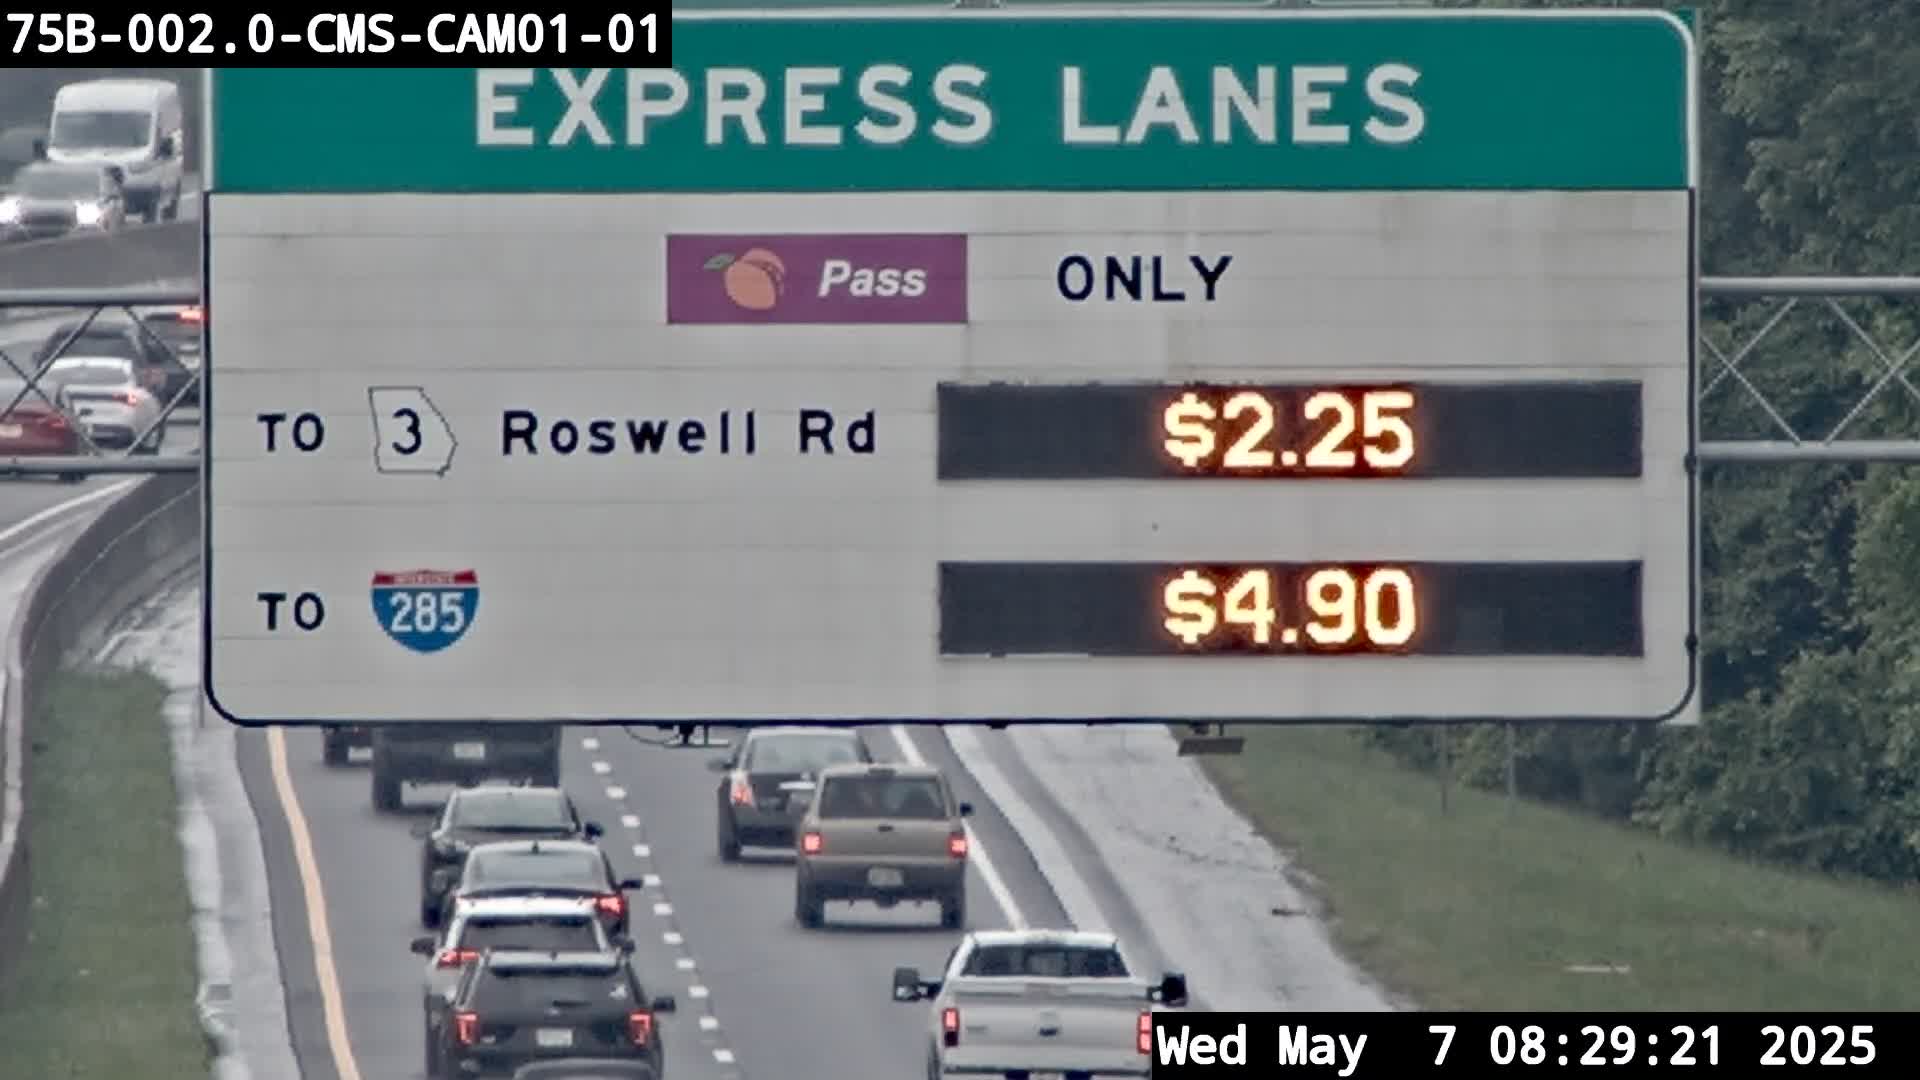 75B-002.0-CMS-CAM01-01
EXPRESS LANES
Pass ONLY
TO 3 Roswell Rd $2.25
TO INTERSTATE 285 $4.90
Wed May 7 08:29:21 2025